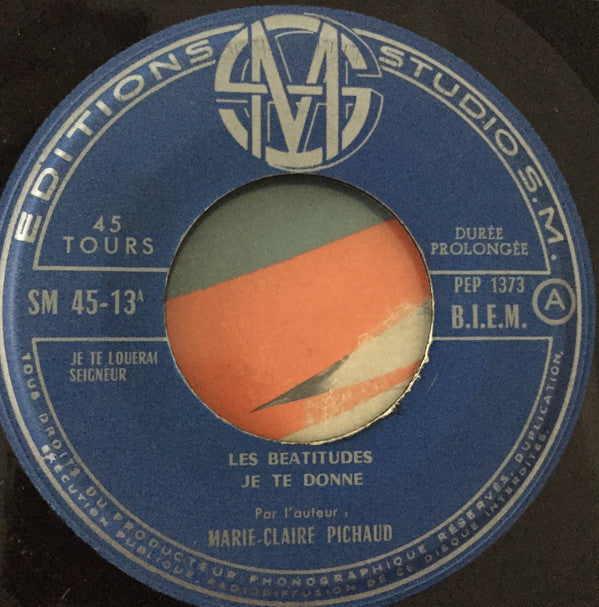 EDITIONS STUDIO S.M.
SM
45
TOURS
DURÉE
PROLONGÉE
SM 45-13A
PEP 1373
B.I.E.M.
A
JE TE LOUERAI
SEIGNEUR
LES BEATITUDES
JE TE DONNE
Par l'auteur :
MARIE-CLAIRE PICHAUD
TOUS DROITS DU PRODUCTEUR PHONOGRAPHIQUE RÉSERVÉS. DUPLICATION,
EXÉCUTION PUBLIQUE, RADIODIFFUSION DE CE DISQUE INTERDITES.